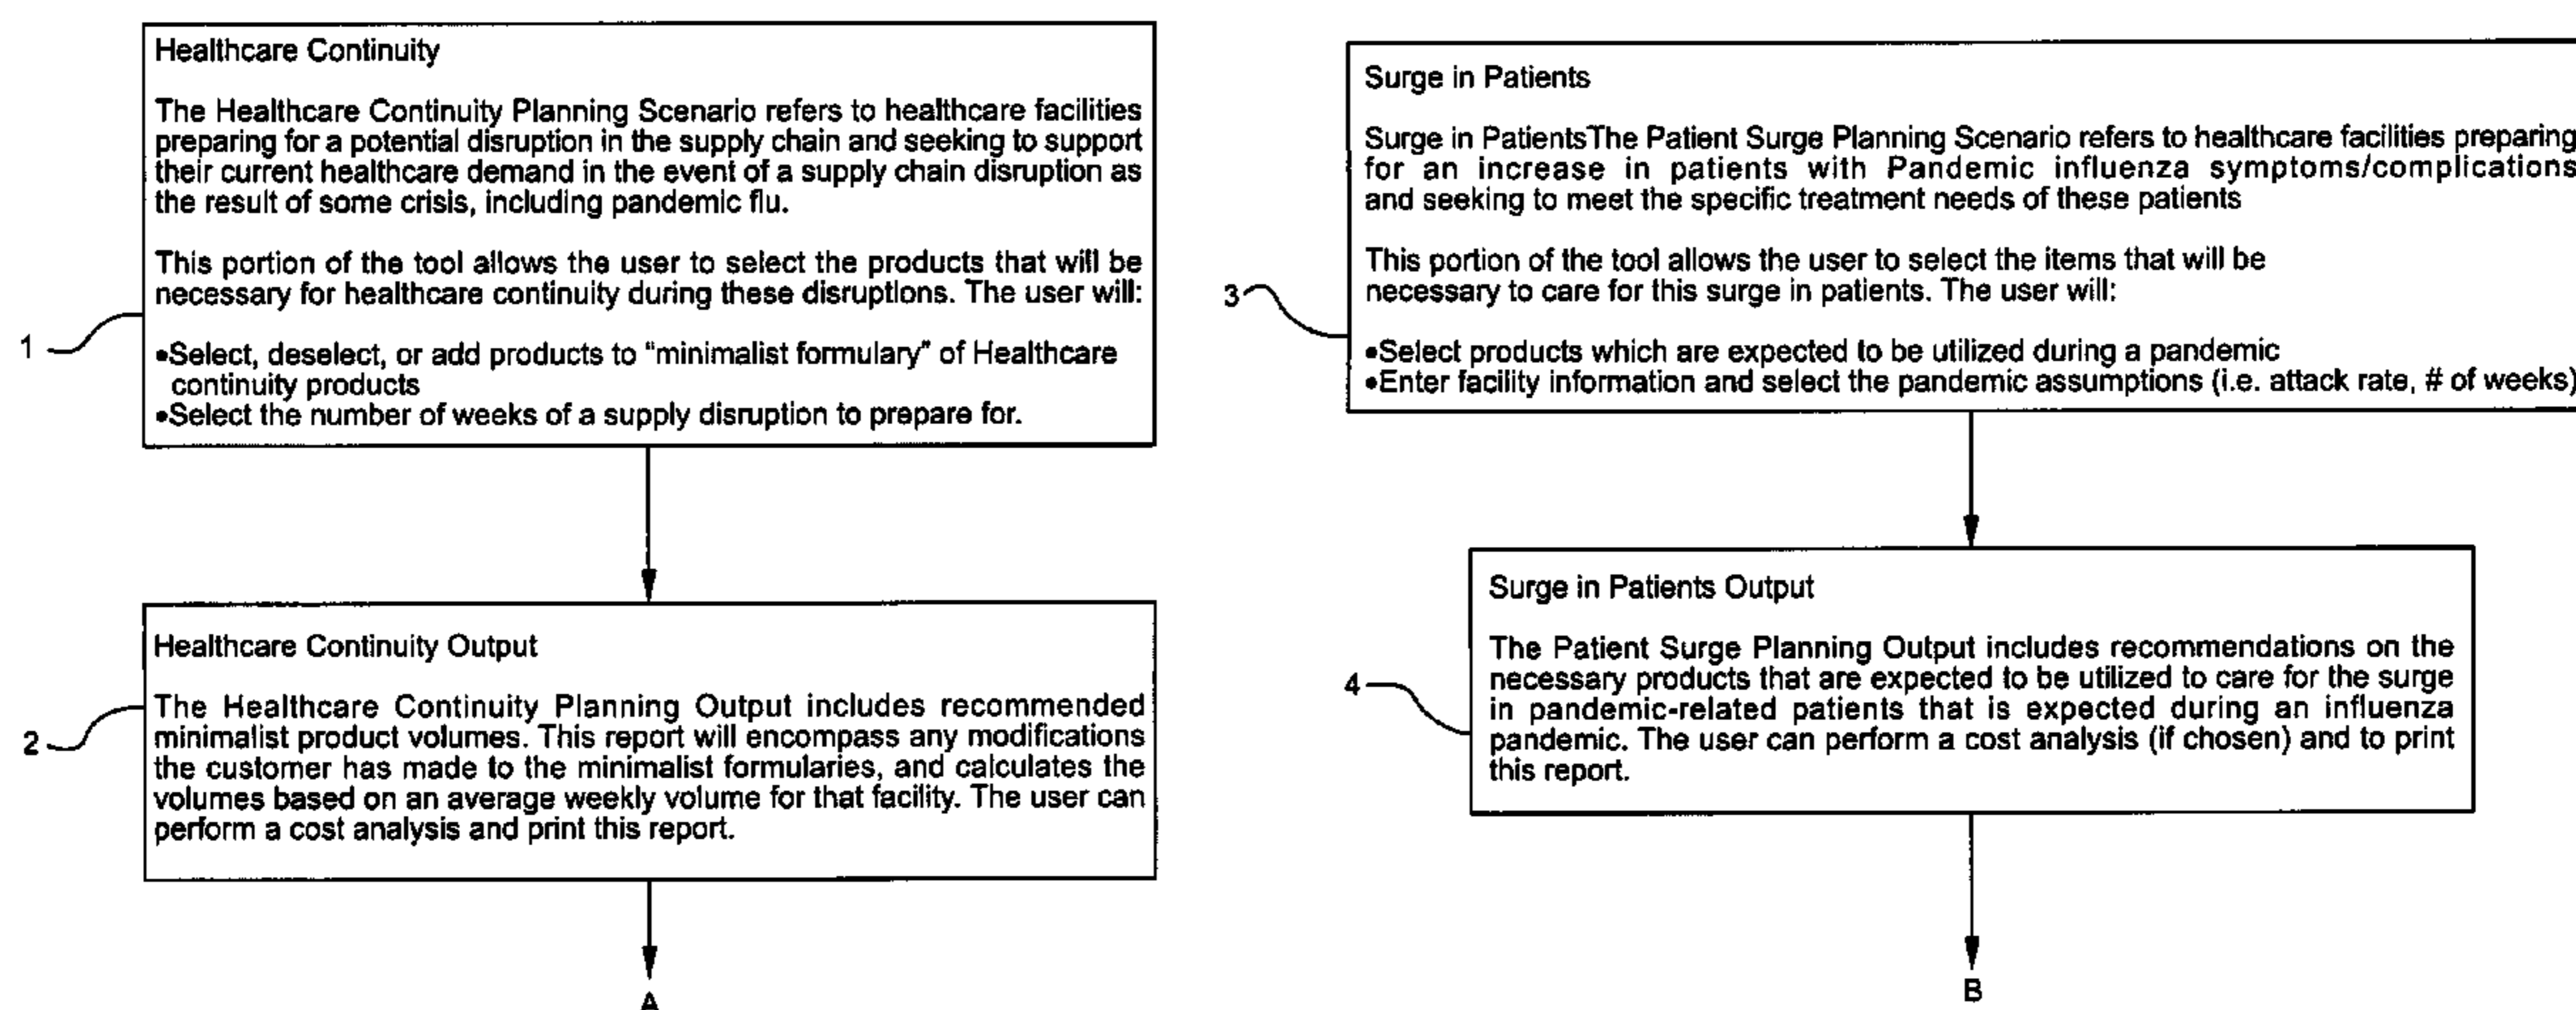 Healthcare Continuity
The Healthcare Continuity Planning Scenario refers to healthcare facilities
preparing for a potential disruption in the supply chain and seeking to support
their current healthcare demand in the event of a supply chain disruption as
the result of some crisis, including pandemic flu.
This portion of the tool allows the user to select the products that will be
necessary for healthcare continuity during these disruptions. The user will:
•Select, deselect, or add products to "minimalist formulary" of Healthcare
continuity products
•Select the number of weeks of a supply disruption to prepare for.
1
Healthcare Continuity Output
The Healthcare Continuity Planning Output includes recommended
minimalist product volumes. This report will encompass any modifications
the customer has made to the minimalist formularies, and calculates the
volumes based on an average weekly volume for that facility. The user can
perform a cost analysis and print this report.
2
A
Surge in Patients
Surge in PatientsThe Patient Surge Planning Scenario refers to healthcare facilities preparing
for an increase in patients with Pandemic influenza symptoms/complications
and seeking to meet the specific treatment needs of these patients
This portion of the tool allows the user to select the items that will be
necessary to care for this surge in patients. The user will:
•Select products which are expected to be utilized during a pandemic
•Enter facility information and select the pandemic assumptions (i.e. attack rate, # of weeks)
3
Surge in Patients Output
The Patient Surge Planning Output includes recommendations on the
necessary products that are expected to be utilized to care for the surge
in pandemic-related patients that is expected during an influenza
pandemic. The user can perform a cost analysis (if chosen) and to print
this report.
4
B